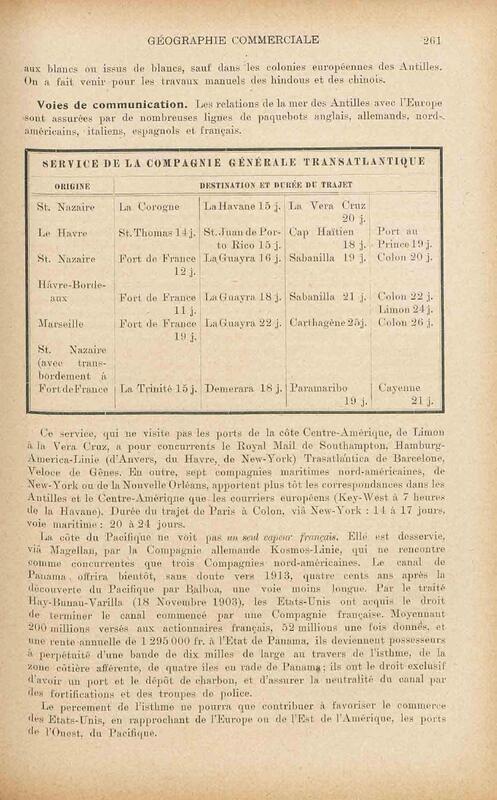 GÉOGRAPHIE COMMERCIALE 261
aux blancs ou issus de blancs, sauf dans les colonies européennes des Antilles.
On a fait venir pour les travaux manuels des hindous et des chinois.
Voies de communication. Les relations de la mer des Antilles avec l'Europe
sont assurées par de nombreuses lignes de paquebots anglais, allemands, nord-
américains, italiens, espagnols et français.
SERVICE DE LA COMPAGNIE GÉNÉRALE TRANSATLANTIQUE
ORIGINE DESTINATION ET DURÉE DU TRAJET
St. Nazaire La Corogne La Havane 15 j. La Vera Cruz
20 j.
Le Havre St. Thomas 14 j. St. Juan de Por- Cap Haïtien Port au
to Rico 15 j. 18 j. Prince 19 j.
St. Nazaire Fort de France La Guayra 16 j. Sabanilla 19 j. Colon 20 j.
12 j.
Hâvre-Borde-
aux Fort de France La Guayra 18 j. Sabanilla 21 j. Colon 22 j.
11 j. Limon 24 j.
Marseille Fort de France La Guayra 22 j. Carthagène 25 j. Colon 26 j.
19 j.
St. Nazaire
(avec trans-
bordement à
Fort de France La Trinité 15 j. Demerara 18 j. Paramaribo Cayenne
19 j. 21 j.
Ce service, qui ne visite pas les ports de la côte Centre-Amérique, de Limon
à la Vera Cruz, a pour concurrents le Royal Mail de Southampton, Hamburg-
America-Linie (d'Anvers, du Havre, de New-York) Trasatlántica de Barcelone,
Veloce de Gênes. En outre, sept compagnies maritimes nord-américaines, de
New-York ou de la Nouvelle Orléans, apportent plus tôt les correspondances dans les
Antilles et le Centre-Amérique que les courriers européens (Key-West à 7 heures
de la Havane). Durée du trajet de Paris à Colon, viâ New-York : 14 à 17 jours,
voie maritime : 20 à 24 jours.
La côte du Pacifique ne voit pas un seul vapeur français. Elle est desservie,
viâ Magellan, par la Compagnie allemande Kosmos-Linie, qui ne rencontre
comme concurrentes que trois Compagnies nord-américaines. Le canal de
Panama offrira bientôt, sans doute vers 1913, quatre cents ans après la
découverte du Pacifique par Balboa, une voie moins longue. Par le traité
Hay-Bunau-Varilla (18 Novembre 1903), les Etats-Unis ont acquis le droit
de terminer le canal commencé par une Compagnie française. Moyennant
200 millions versés aux actionnaires français, 52 millions une fois donnés, et
une rente annuelle de 1 295 000 fr. à l'Etat de Panama, ils deviennent possesseurs
à perpétuité d'une bande de dix milles de large au travers de l'isthme, de la
zone côtière afférente, de quatre îles en rade de Panama; ils ont le droit exclusif
d'avoir un port et le dépôt de charbon, et d'assurer la neutralité du canal par
des fortifications et des troupes de police.
Le percement de l'isthme ne pourra que contribuer à favoriser le commerce
des Etats-Unis, en rapprochant de l'Europe ou de l'Est de l'Amérique, les ports
de l'Ouest, du Pacifique.